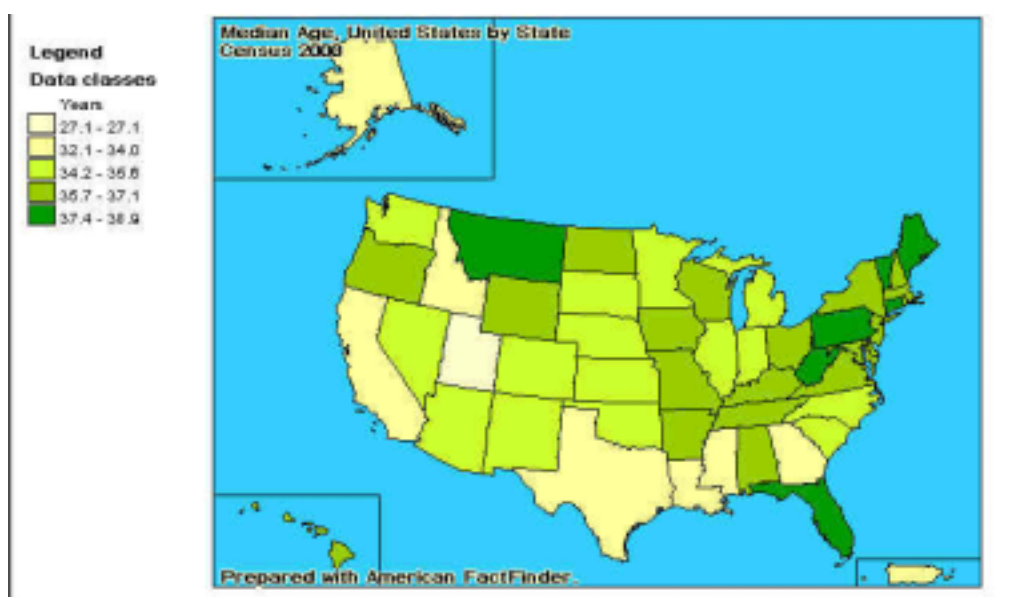 Legend
Data classes
Years
27.1 - 27.1
32.1 - 34.0
34.2 - 35.6
35.7 - 37.1
37.4 - 38.9
Median Age, United States by State
Census 2000
Prepared with American FactFinder.